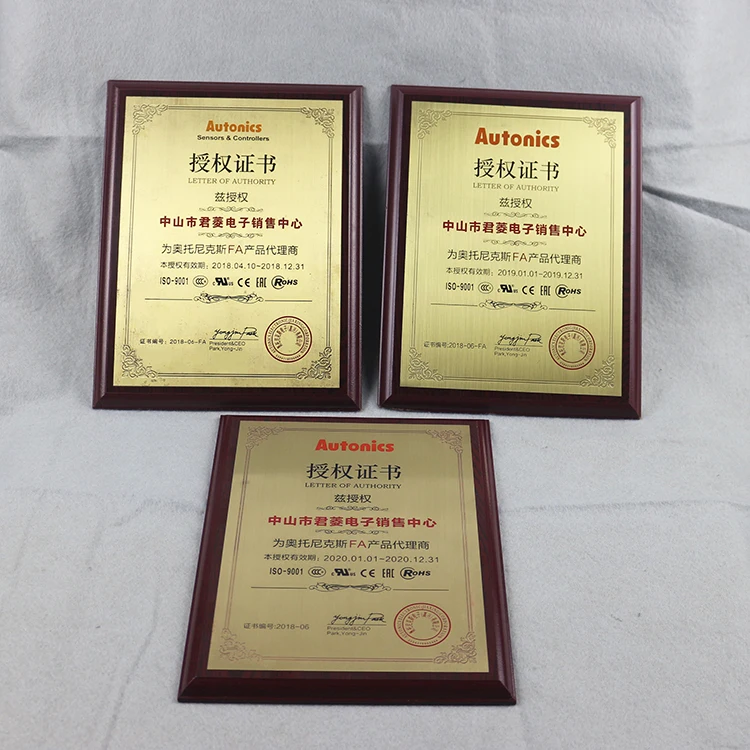 Autonics
Sensors & Controllers
授权证书
LETTER OF AUTHORITY
兹授权
中山市君菱电子销售中心
为奥托尼克斯FA产品代理商
本授权有效期：2018.04.10-2018.12.31
ISO-9001 CCC c UL us CE EAC RoHS
证书编号：2018-06-FA
President&CEO
Park,Yong-Jin
Autonics
授权证书
LETTER OF AUTHORITY
兹授权
中山市君菱电子销售中心
为奥托尼克斯FA产品代理商
本授权有效期：2019.01.01-2019.12.31
ISO-9001 CCC c UL us CE EAC RoHS
证书编号：2018-06-FA
President&CEO
Park,Yong-Jin
Autonics
授权证书
LETTER OF AUTHORITY
兹授权
中山市君菱电子销售中心
为奥托尼克斯FA产品代理商
本授权有效期：2020.01.01-2020.12.31
ISO-9001 CCC c UL us CE EAC RoHS
证书编号：2018-06
President&CEO
Park,Yong-Jin